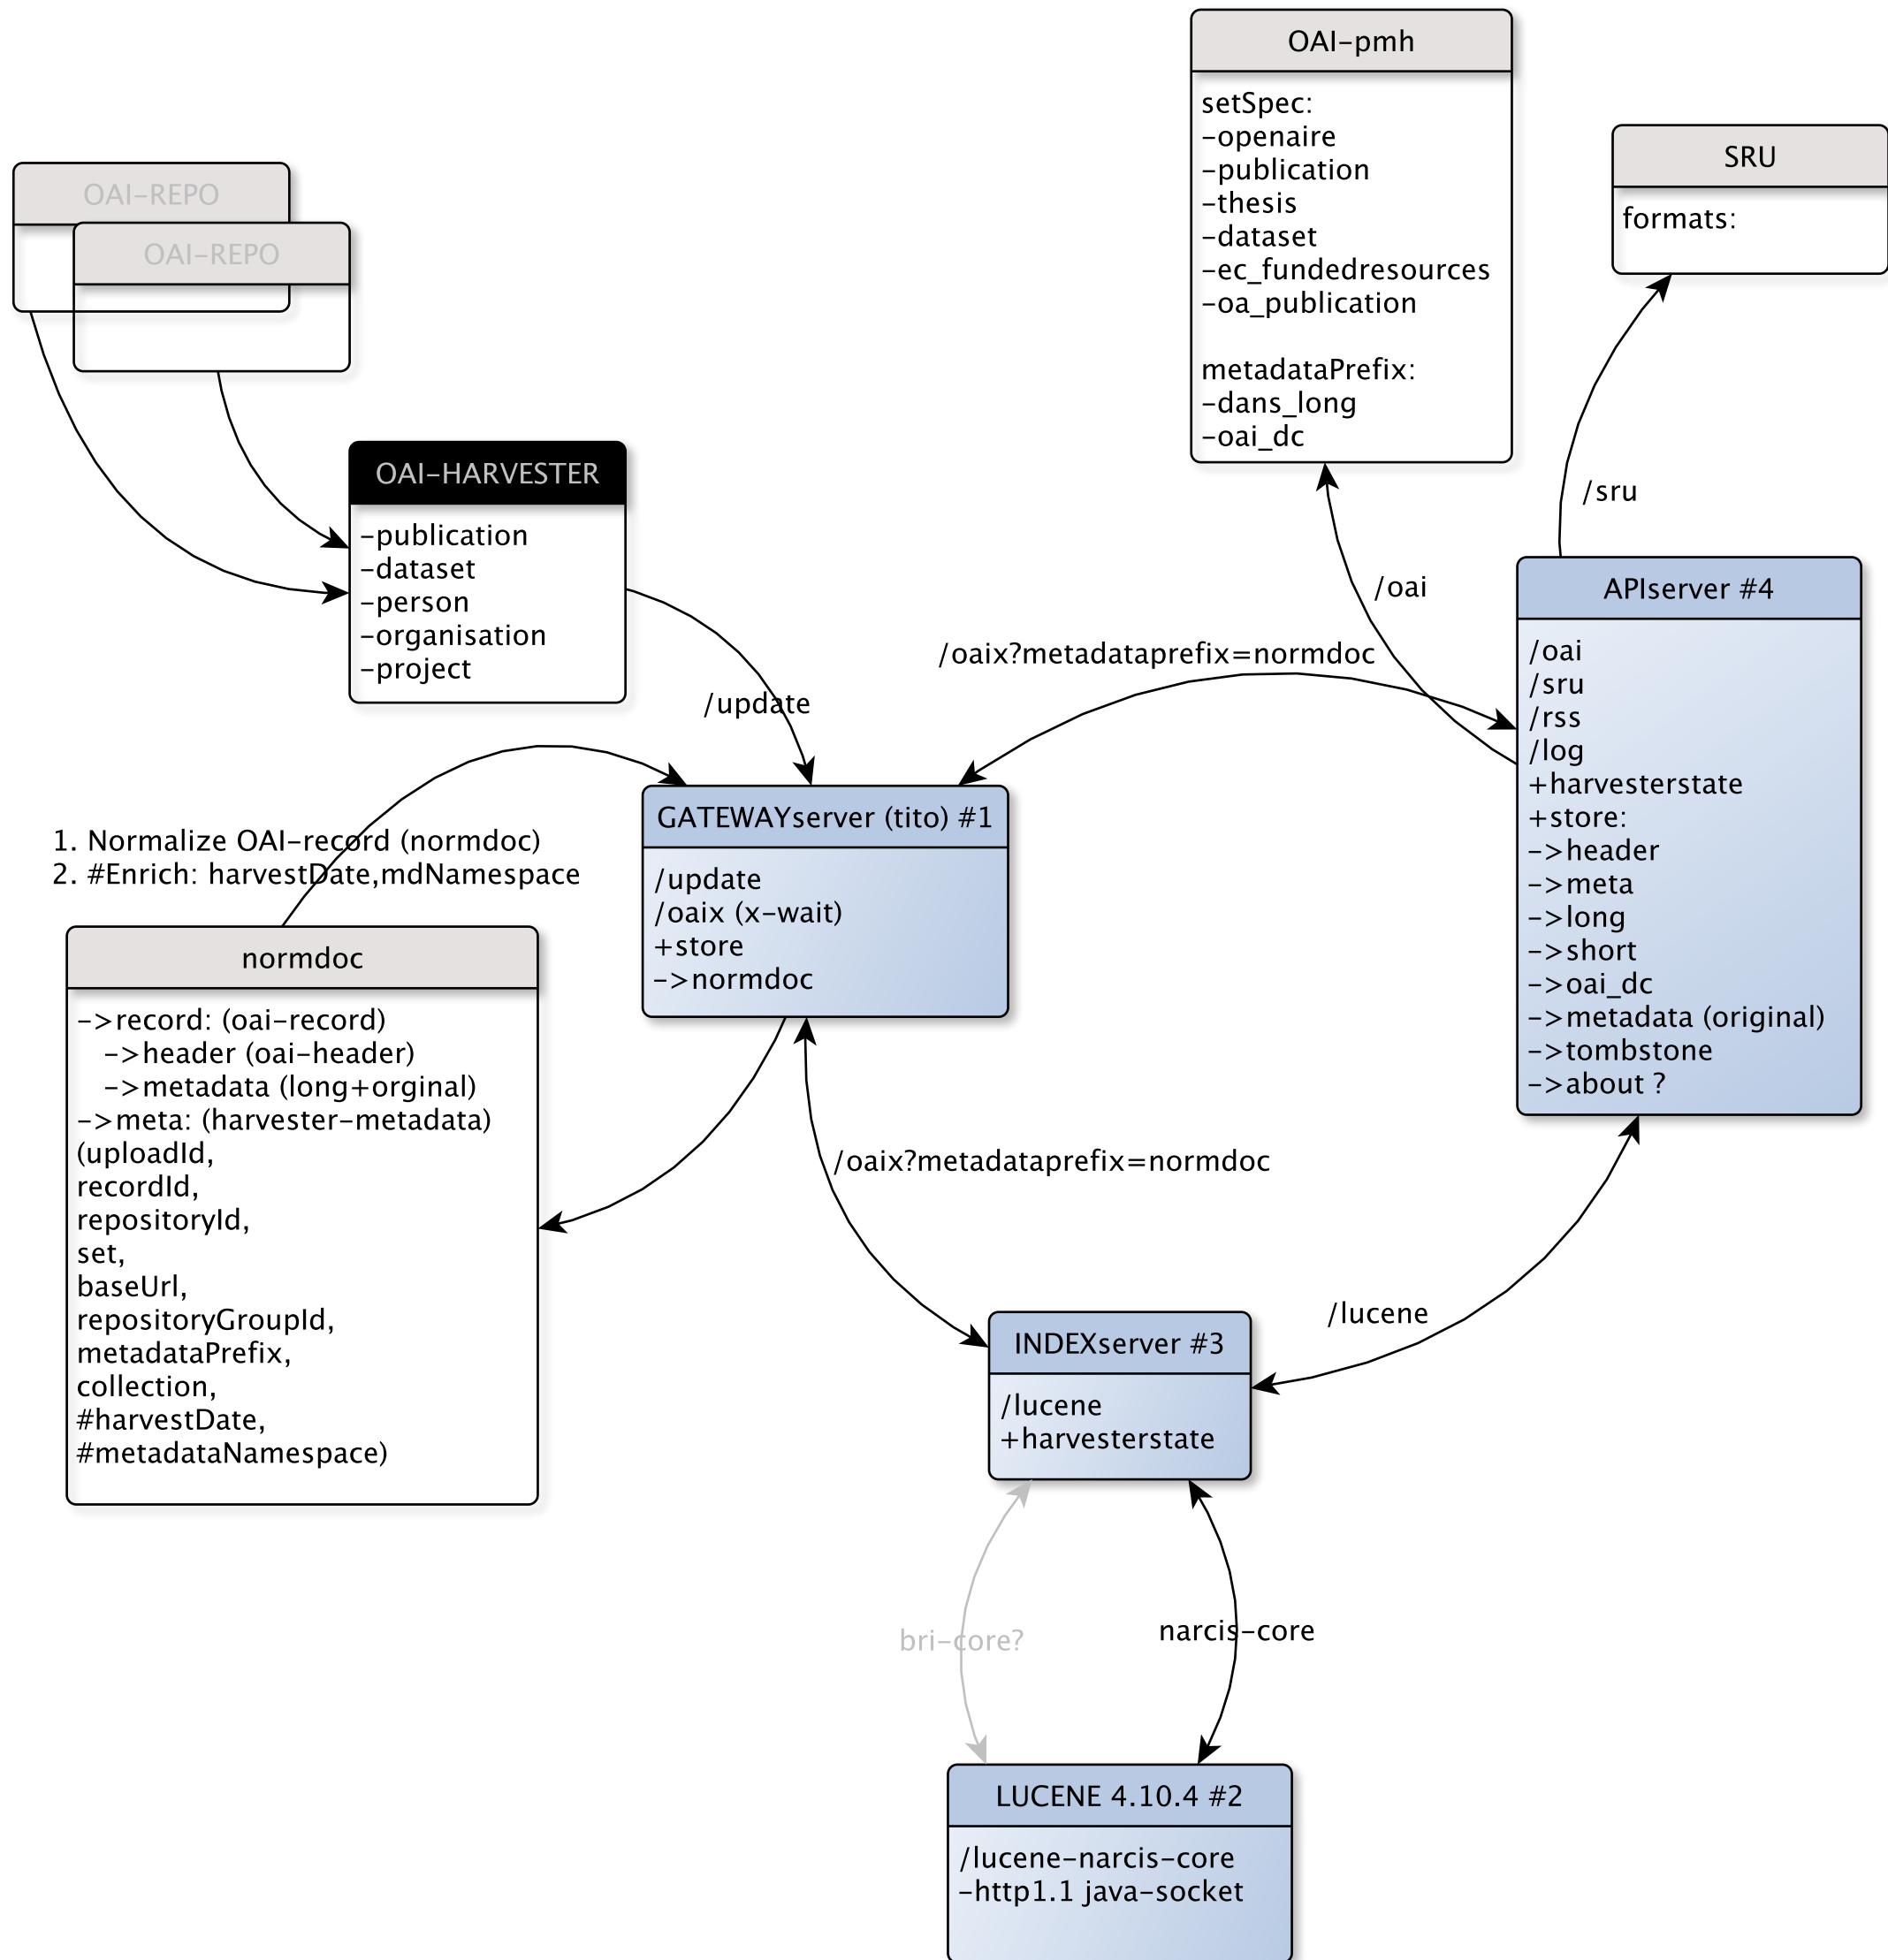 OAI-pmh
setSpec:
-openaire
-publication
-thesis
-dataset
-ec_fundedresources
-oa_publication
metadataPrefix:
-dans_long
-oai_dc
SRU
formats:
OAI-REPO
OAI-REPO
OAI-HARVESTER
-publication
-dataset
-person
-organisation
-project
/sru
/oai
/oaix?metadataprefix=normdoc
/update
APIserver #4
/oai
/sru
/rss
/log
+harvesterstate
+store:
->header
->meta
->long
->short
->oai_dc
->metadata (original)
->tombstone
->about ?
GATEWAYserver (tito) #1
/update
/oaix (x-wait)
+store
->normdoc
1. Normalize OAI-record (normdoc)
2. #Enrich: harvestDate,mdNamespace
normdoc
->record: (oai-record)
->header (oai-header)
->metadata (long+orginal)
->meta: (harvester-metadata)
(uploadId,
recordId,
repositoryId,
set,
baseUrl,
repositoryGroupId,
metadataPrefix,
collection,
#harvestDate,
#metadataNamespace)
/oaix?metadataprefix=normdoc
/lucene
INDEXserver #3
/lucene
+harvesterstate
bri-core?
narcis-core
LUCENE 4.10.4 #2
/lucene-narcis-core
-http1.1 java-socket